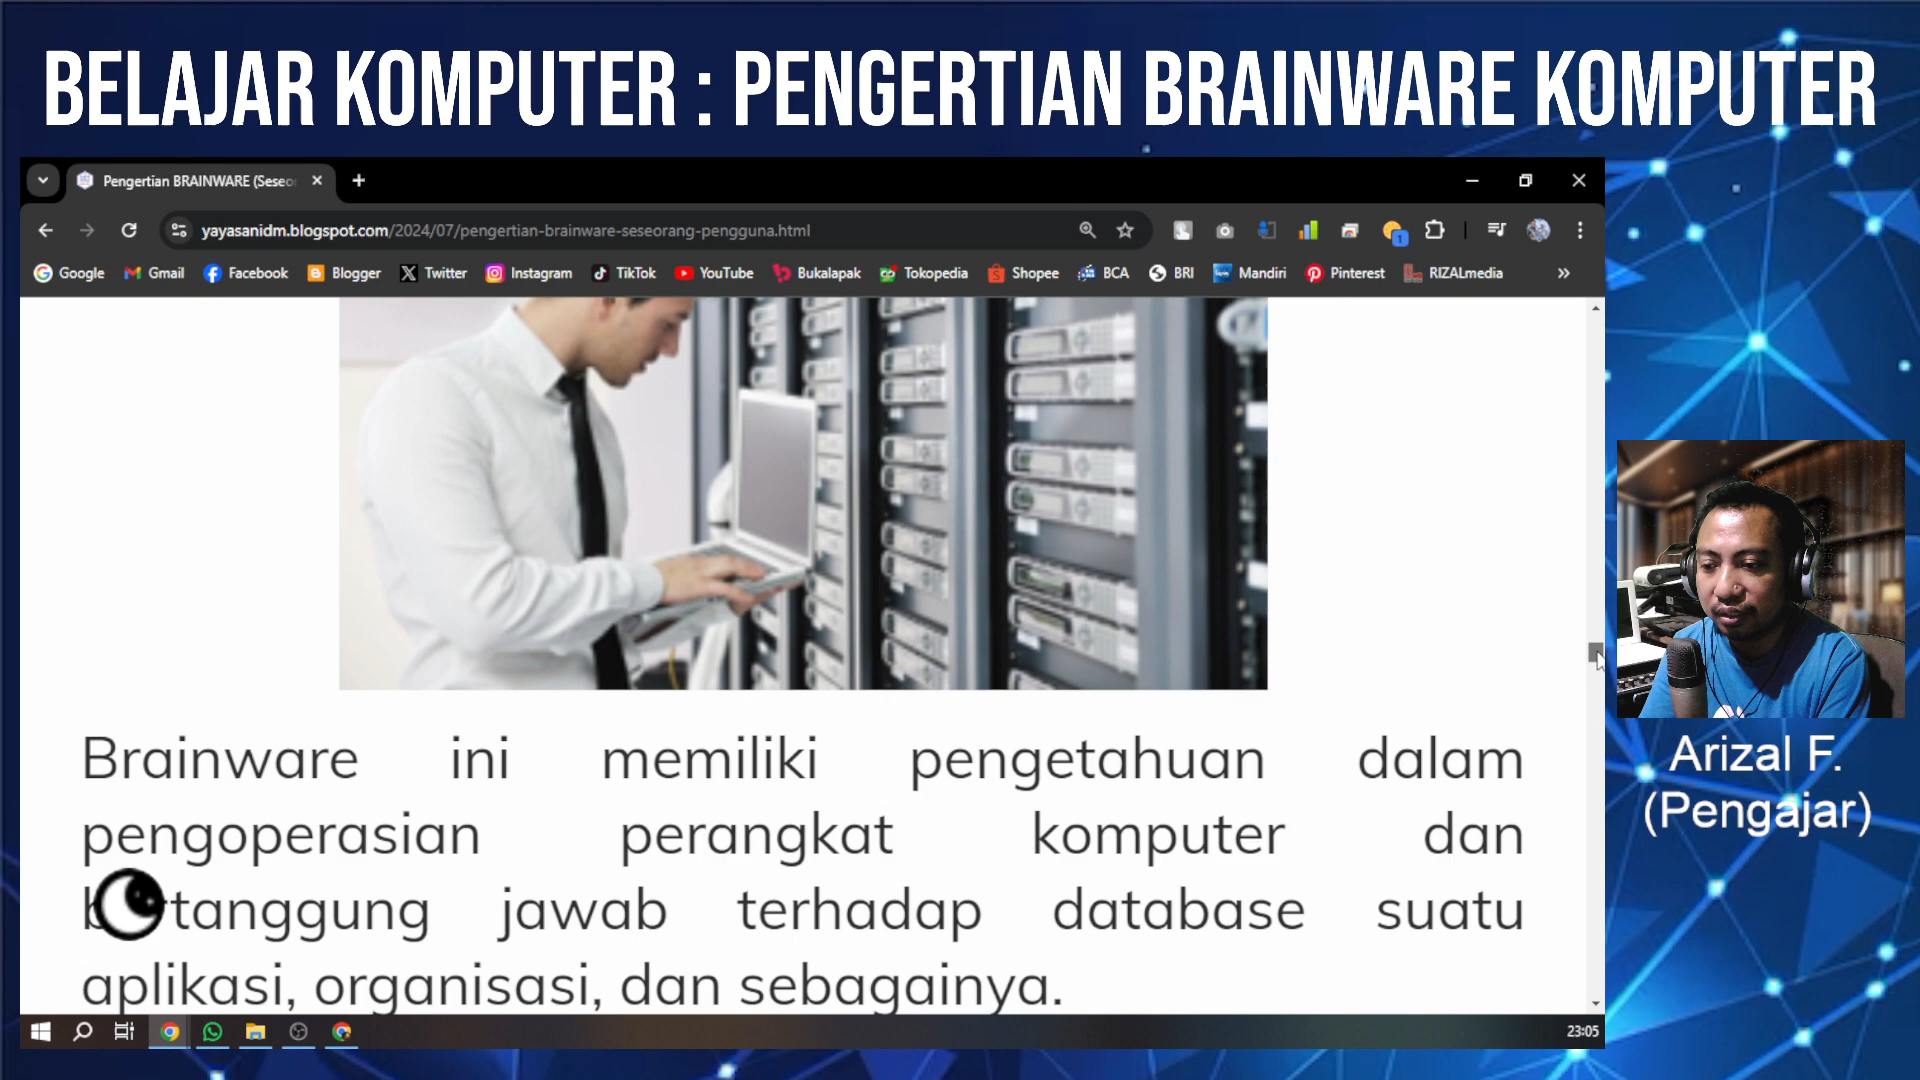 BELAJAR KOMPUTER : PENGERTIAN BRAINWARE KOMPUTER
Pengertian BRAINWARE (Seseo
yayasanidm.blogspot.com/2024/07/pengertian-brainware-seseorang-pengguna.html
1
Google Gmail Facebook Blogger Twitter Instagram TikTok YouTube Bukalapak Tokopedia Shopee BCA BRI Mandiri Pinterest RIZALmedia
Brainware ini memiliki pengetahuan dalam
pengoperasian perangkat komputer dan
jawab terhadap database suatu
aplikasi, organisasi, dan sebagainya.
Arizal F.
(Pengajar)
23:05